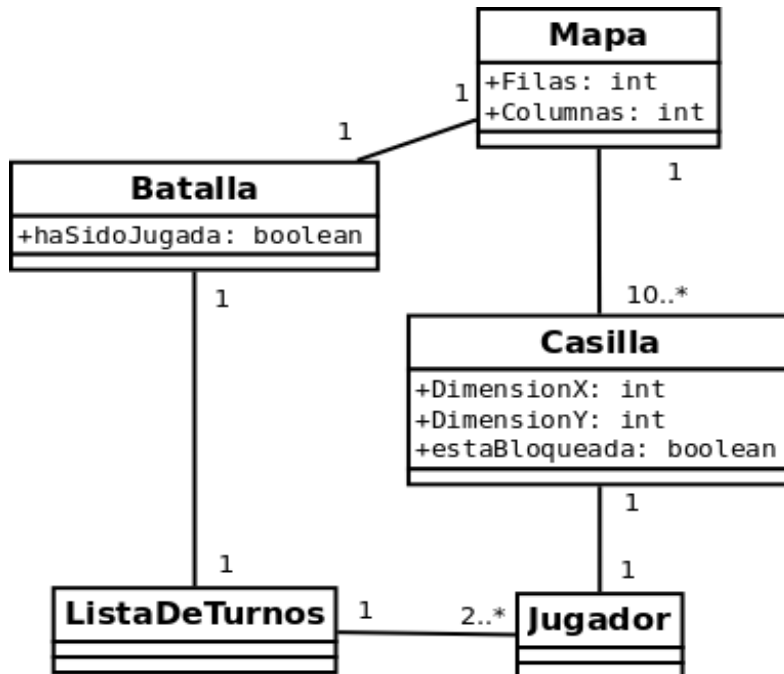 Mapa
+Filas: int
+Columnas: int
1
1
1
Batalla
+haSidoJugada: boolean
1
10..*
Casilla
+DimensionX: int
+DimensionY: int
+estaBloqueada: boolean
1
1
1
ListaDeTurnos
1
2..*
Jugador